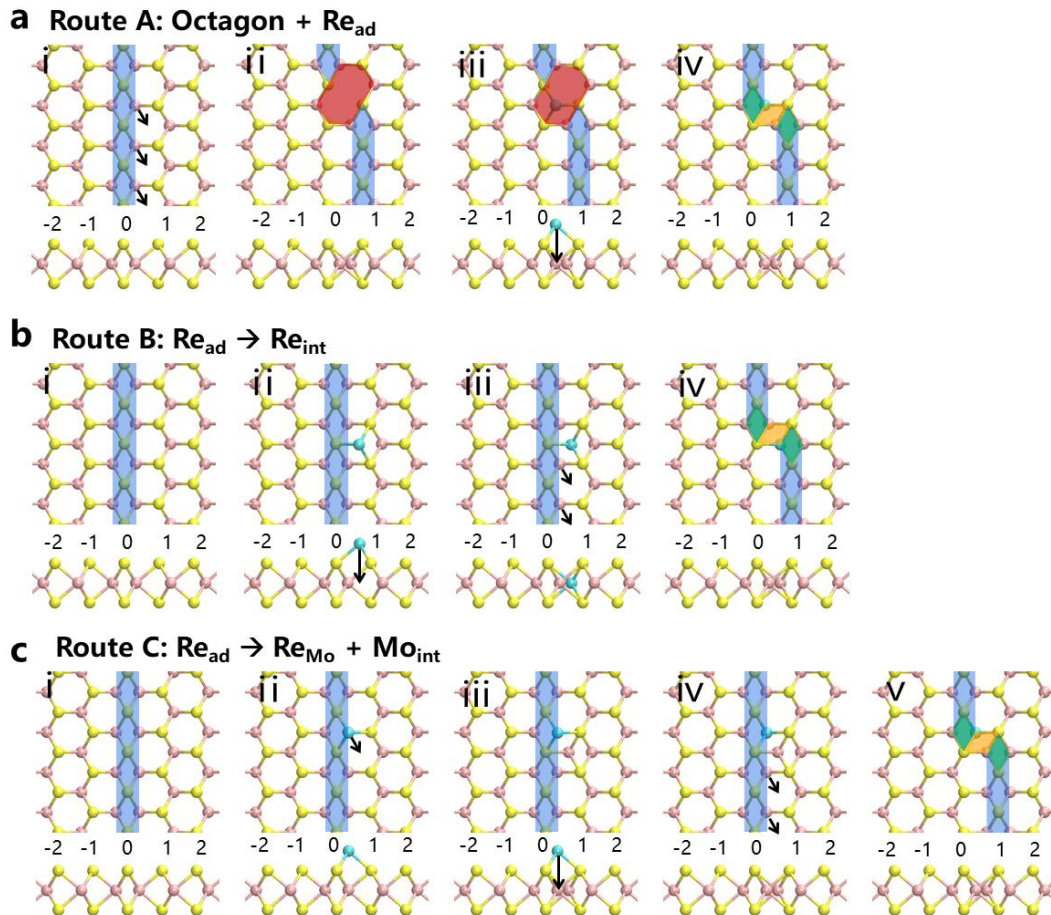 a Route A: Octagon + Re_ad
i ii iii iv
-2 -1 0 1 2 -2 -1 0 1 2 -2 -1 0 1 2 -2 -1 0 1 2
b Route B: Re_ad → Re_int
i ii iii iv
-2 -1 0 1 2 -2 -1 0 1 2 -2 -1 0 1 2 -2 -1 0 1 2
c Route C: Re_ad → Re_Mo + Mo_int
i ii iii iv v
-2 -1 0 1 2 -2 -1 0 1 2 -2 -1 0 1 2 -2 -1 0 1 2 -2 -1 0 1 2